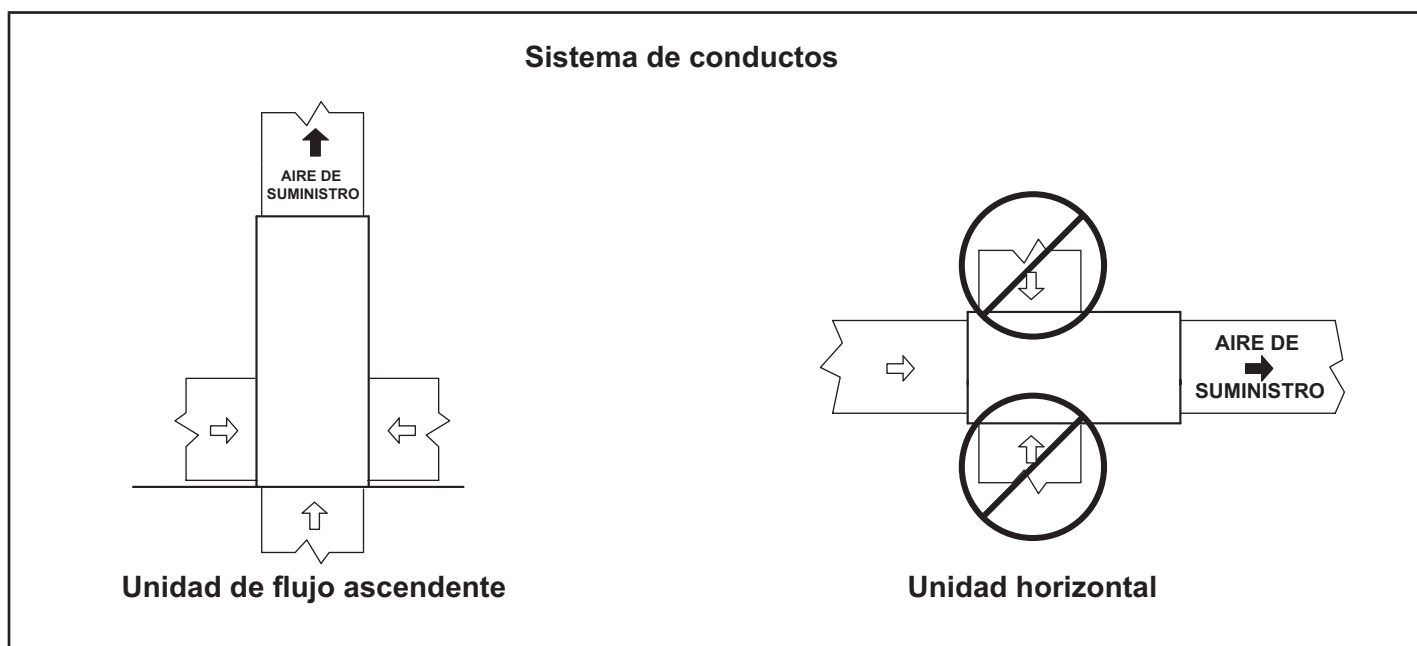 Sistema de conductos
AIRE DE
SUMINISTRO
AIRE DE
SUMINISTRO
Unidad de flujo ascendente
Unidad horizontal